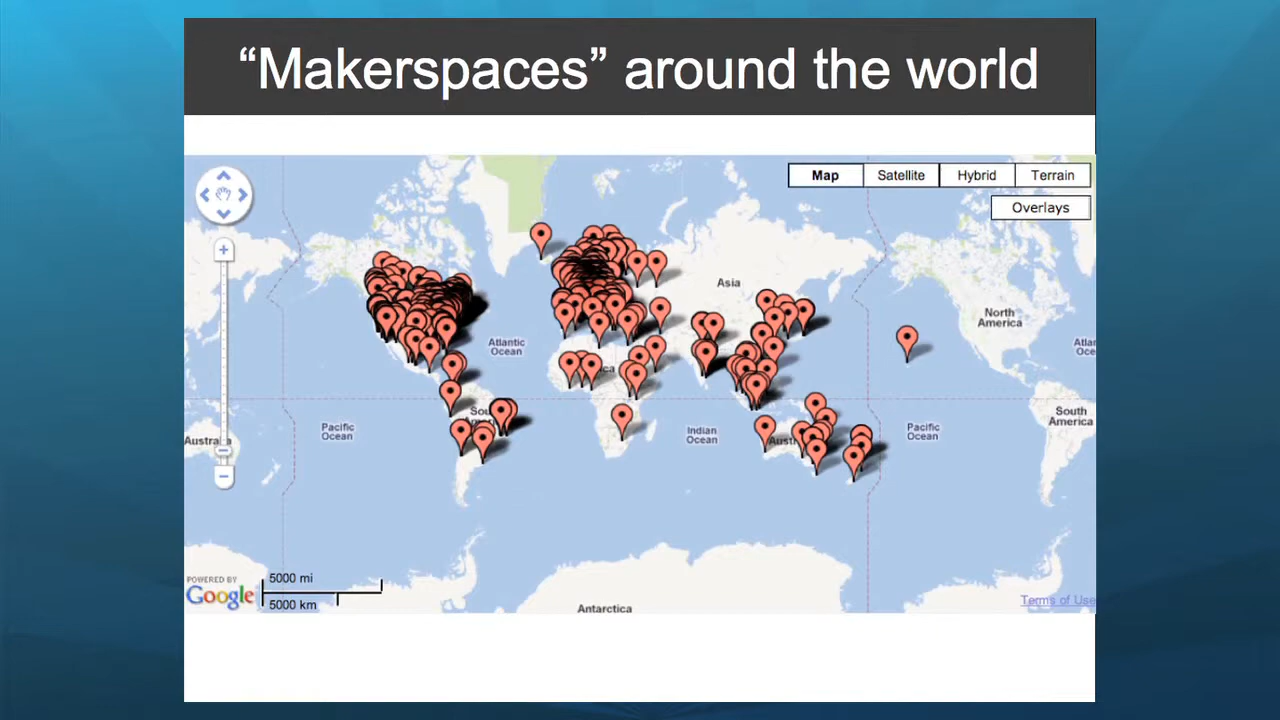 “Makerspaces” around the world
Map
Satellite
Hybrid
Terrain
Overlays
Asia
North
America
Atlantic
Ocean
Pacific
Ocean
Indian
Ocean
Pacific
Ocean
South
America
POWERED BY
Google
5000 mi
5000 km
Antarctica
Terms of Use